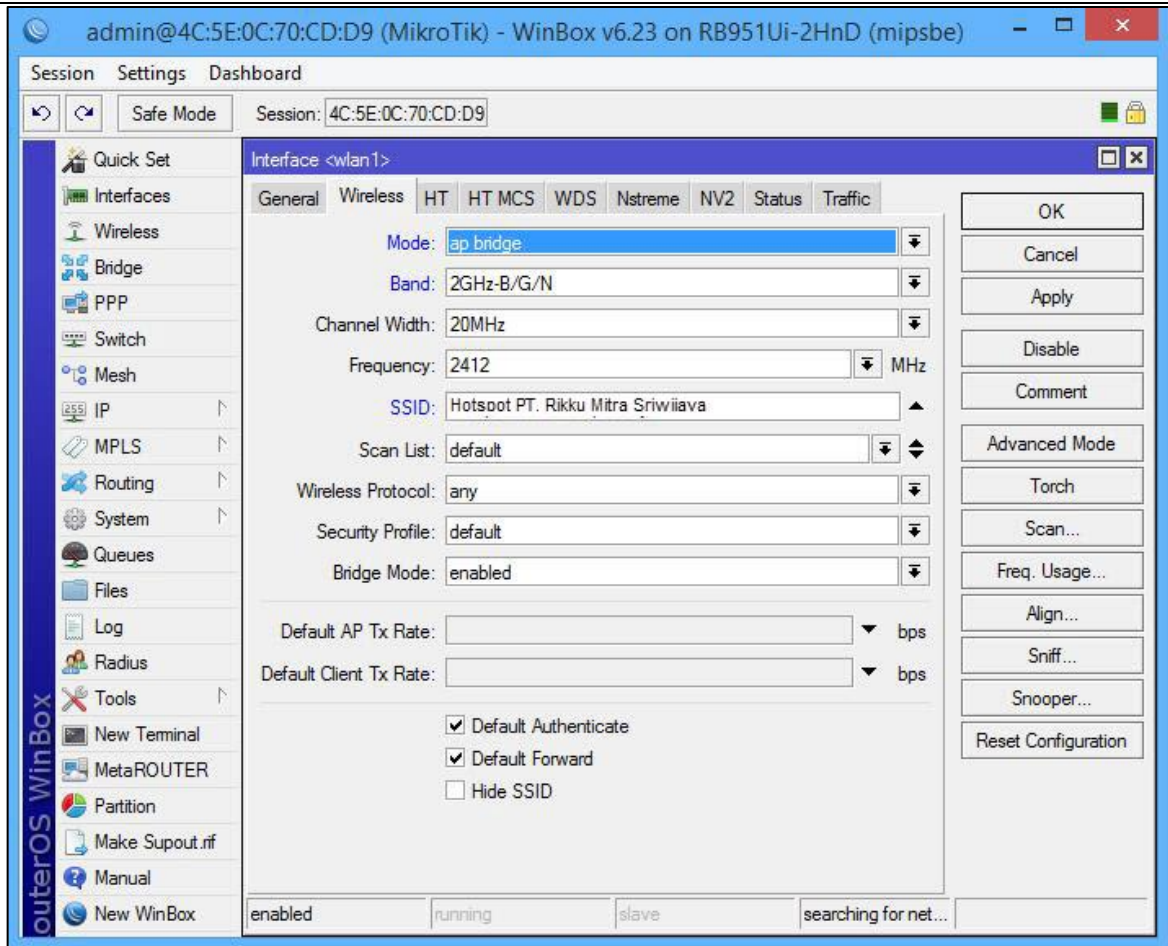 admin@4C:5E:0C:70:CD:D9 (MikroTik) - WinBox v6.23 on RB951Ui-2HnD (mipsbe)
Session Settings Dashboard
Safe Mode Session: 4C:5E:0C:70:CD:D9
Quick Set
Interfaces
Wireless
Bridge
PPP
Switch
Mesh
IP
MPLS
Routing
System
Queues
Files
Log
Radius
Tools
New Terminal
MetaROUTER
Partition
Make Supout.rif
Manual
New WinBox
outerOS WinBox
Interface <wlan1>
General Wireless HT HT MCS WDS Nstreme NV2 Status Traffic
Mode: ap bridge
Band: 2GHz-B/G/N
Channel Width: 20MHz
Frequency: 2412 MHz
SSID: Hotspot PT. Rikku Mitra Sriwijaya
Scan List: default
Wireless Protocol: any
Security Profile: default
Bridge Mode: enabled
Default AP Tx Rate: bps
Default Client Tx Rate: bps
Default Authenticate
Default Forward
Hide SSID
OK
Cancel
Apply
Disable
Comment
Advanced Mode
Torch
Scan...
Freq. Usage...
Align...
Sniff...
Snooper...
Reset Configuration
enabled running slave searching for net...